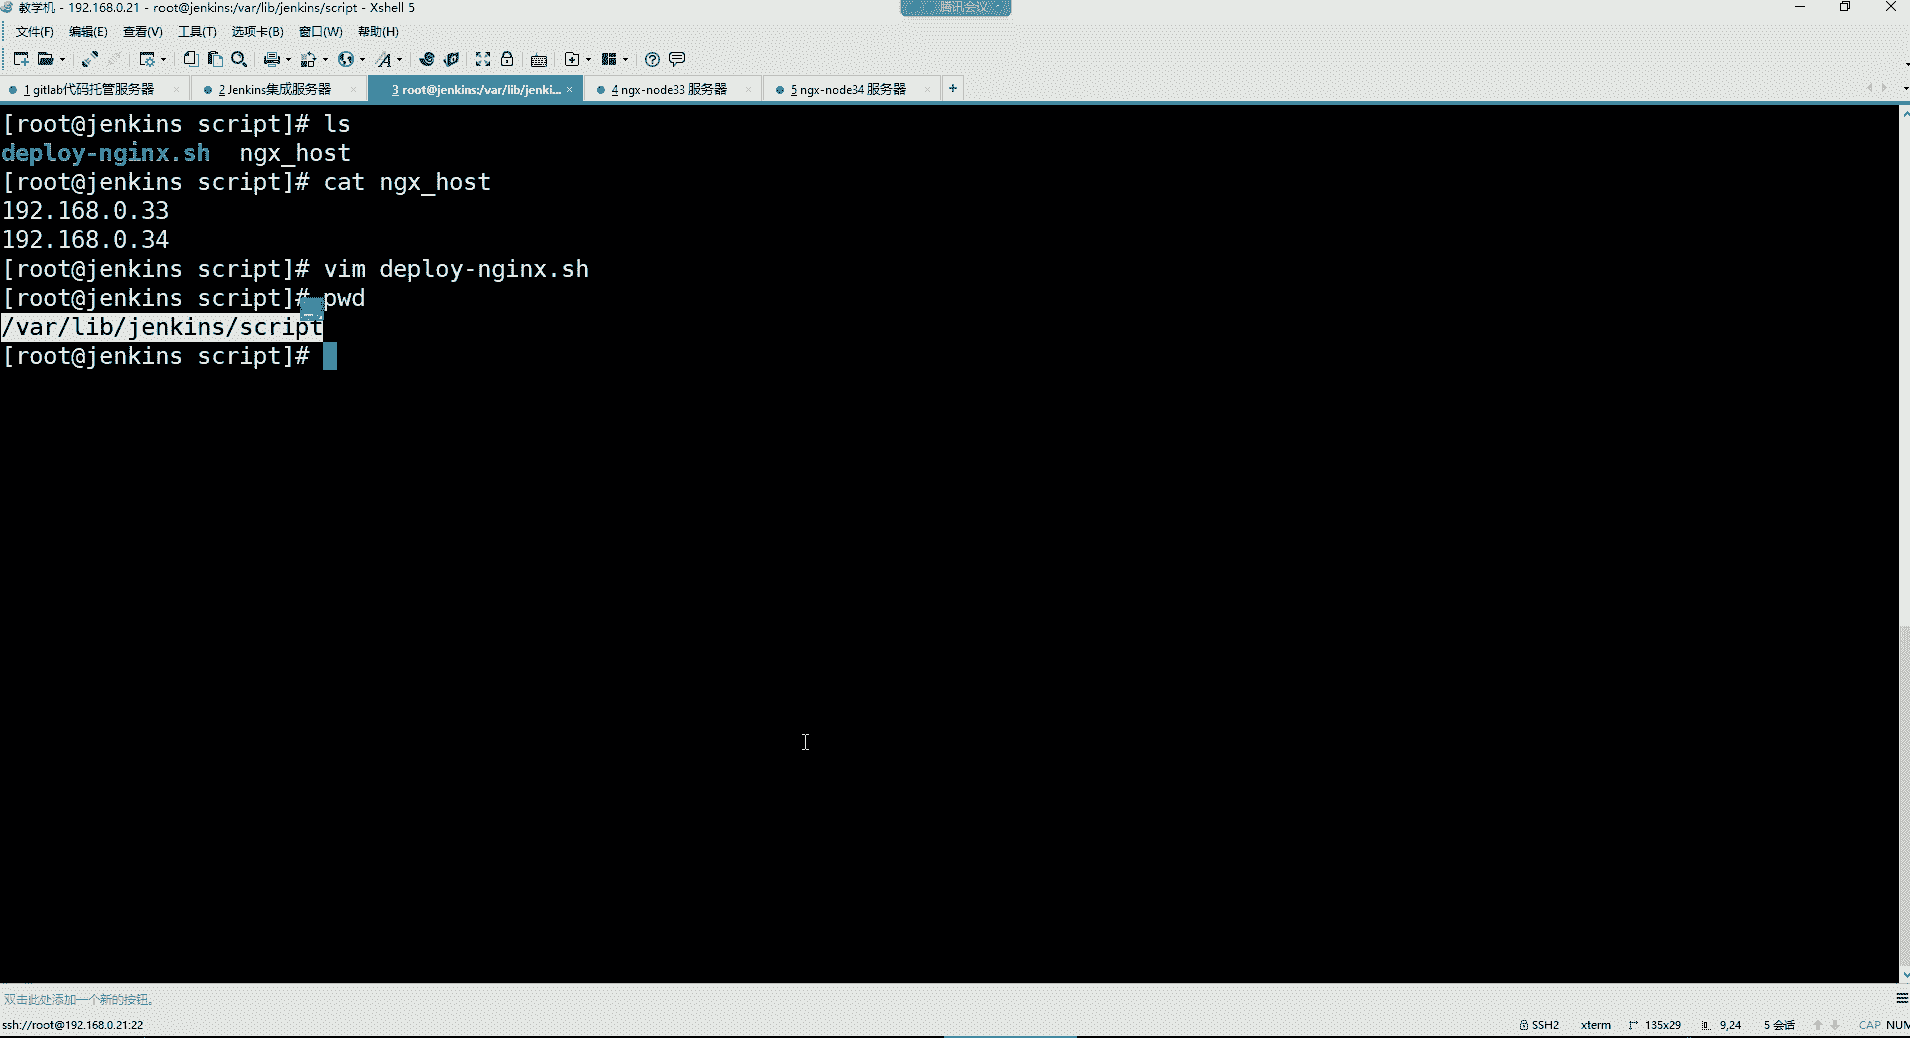 教学机 - 192.168.0.21 - root@jenkins:/var/lib/jenkins/script - Xshell 5
腾讯会议
文件(F) 编辑(E) 查看(V) 工具(T) 选项卡(B) 窗口(W) 帮助(H)
1 gitlab代码托管服务器 2 Jenkins集成服务器 3 root@jenkins:/var/lib/jenki... 4 ngx-node33 服务器 5 ngx-node34 服务器
[root@jenkins script]# ls
deploy-nginx.sh ngx_host
[root@jenkins script]# cat ngx_host
192.168.0.33
192.168.0.34
[root@jenkins script]# vim deploy-nginx.sh
[root@jenkins script]# pwd
/var/lib/jenkins/script
[root@jenkins script]#
双击此处添加一个新的按钮。
ssh://root@192.168.0.21:22 SSH2 xterm 135x29 9,24 5 会话 CAP NUM